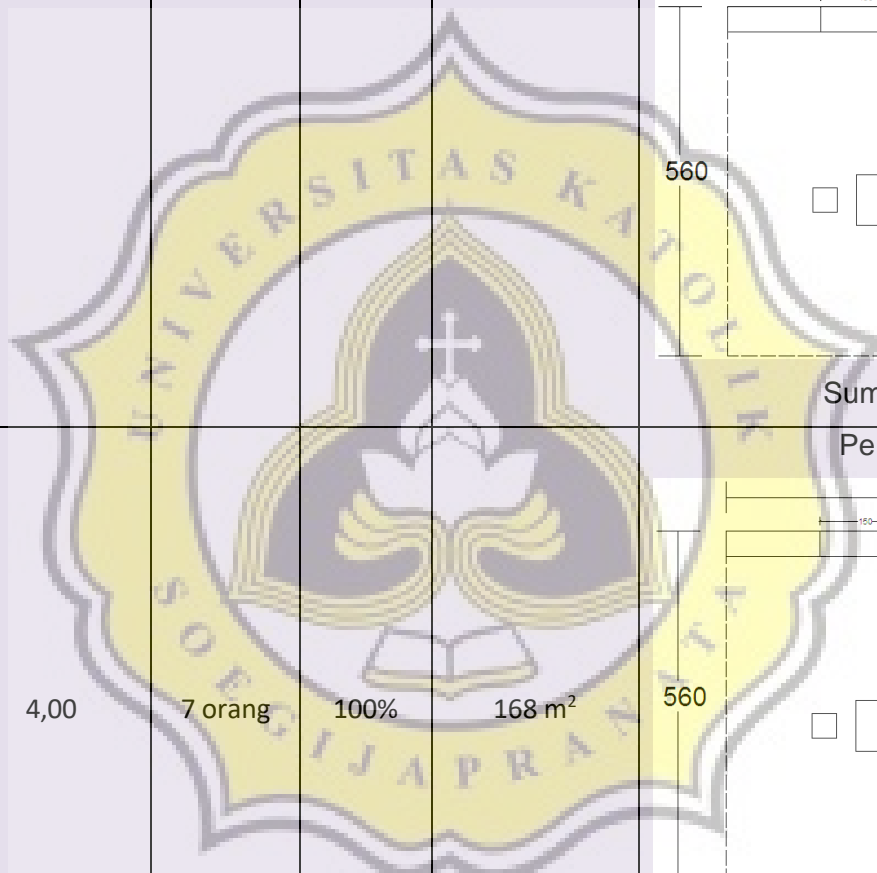 UNIVERSITAS KATOLIK
560
Sum
Pe
150
4,00 7 orang 100% 168 m²
560
SOEGIJAPRANATA